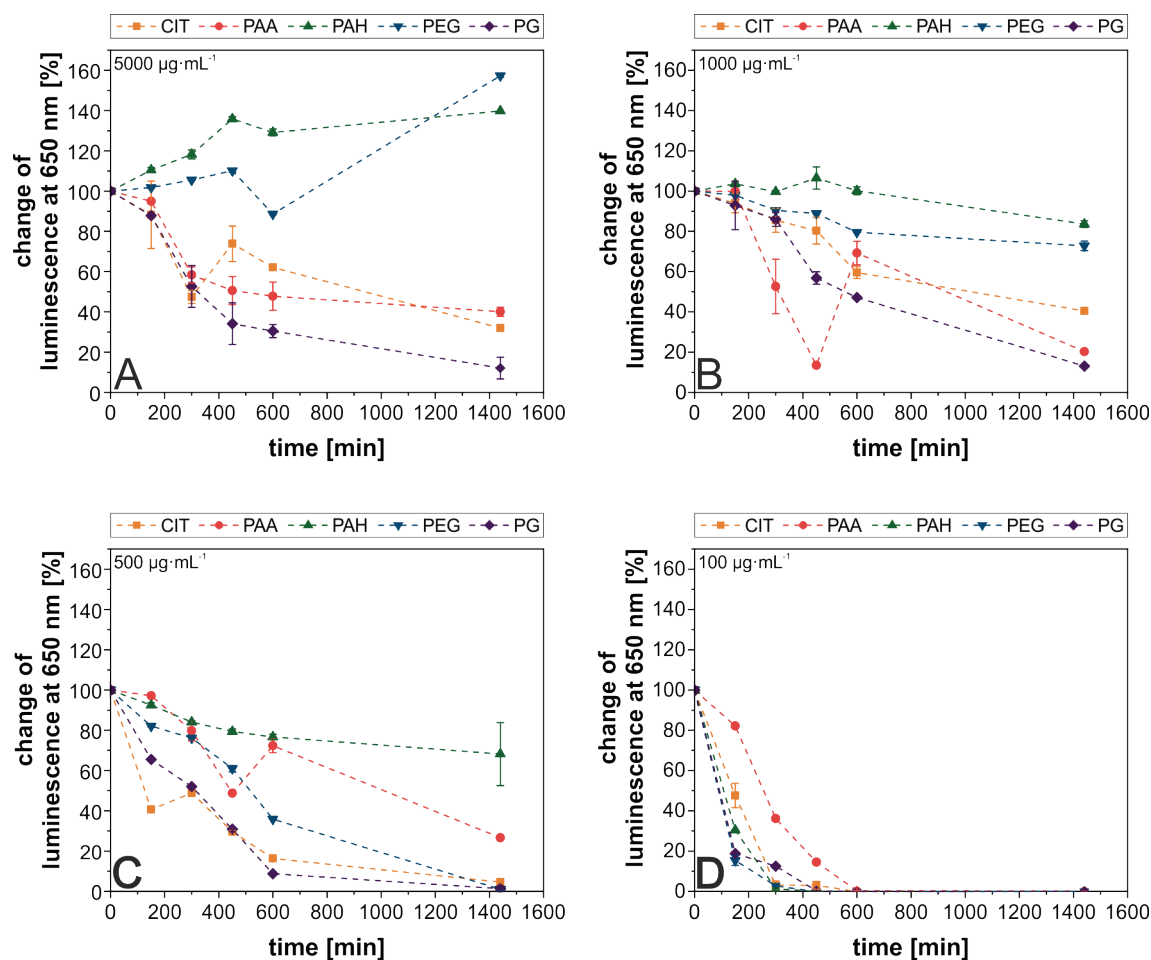 CIT PAA PAH PEG PG
5000 µg·mL⁻¹
160
140
120
100
80
60
40
20
0
change of
luminescence at 650 nm [%]
A
0 200 400 600 800 1000 1200 1400 1600
time [min]
CIT PAA PAH PEG PG
1000 µg·mL⁻¹
160
140
120
100
80
60
40
20
0
change of
luminescence at 650 nm [%]
B
0 200 400 600 800 1000 1200 1400 1600
time [min]
CIT PAA PAH PEG PG
500 µg·mL⁻¹
160
140
120
100
80
60
40
20
0
change of
luminescence at 650 nm [%]
C
0 200 400 600 800 1000 1200 1400 1600
time [min]
CIT PAA PAH PEG PG
100 µg·mL⁻¹
160
140
120
100
80
60
40
20
0
change of
luminescence at 650 nm [%]
D
0 200 400 600 800 1000 1200 1400 1600
time [min]